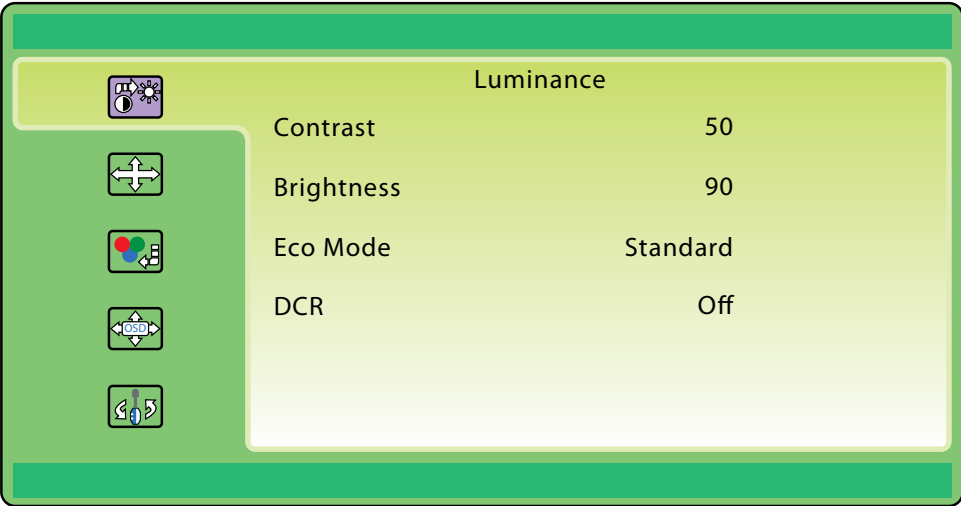 Luminance
Contrast 50
Brightness 90
Eco Mode Standard
DCR Off
OSD